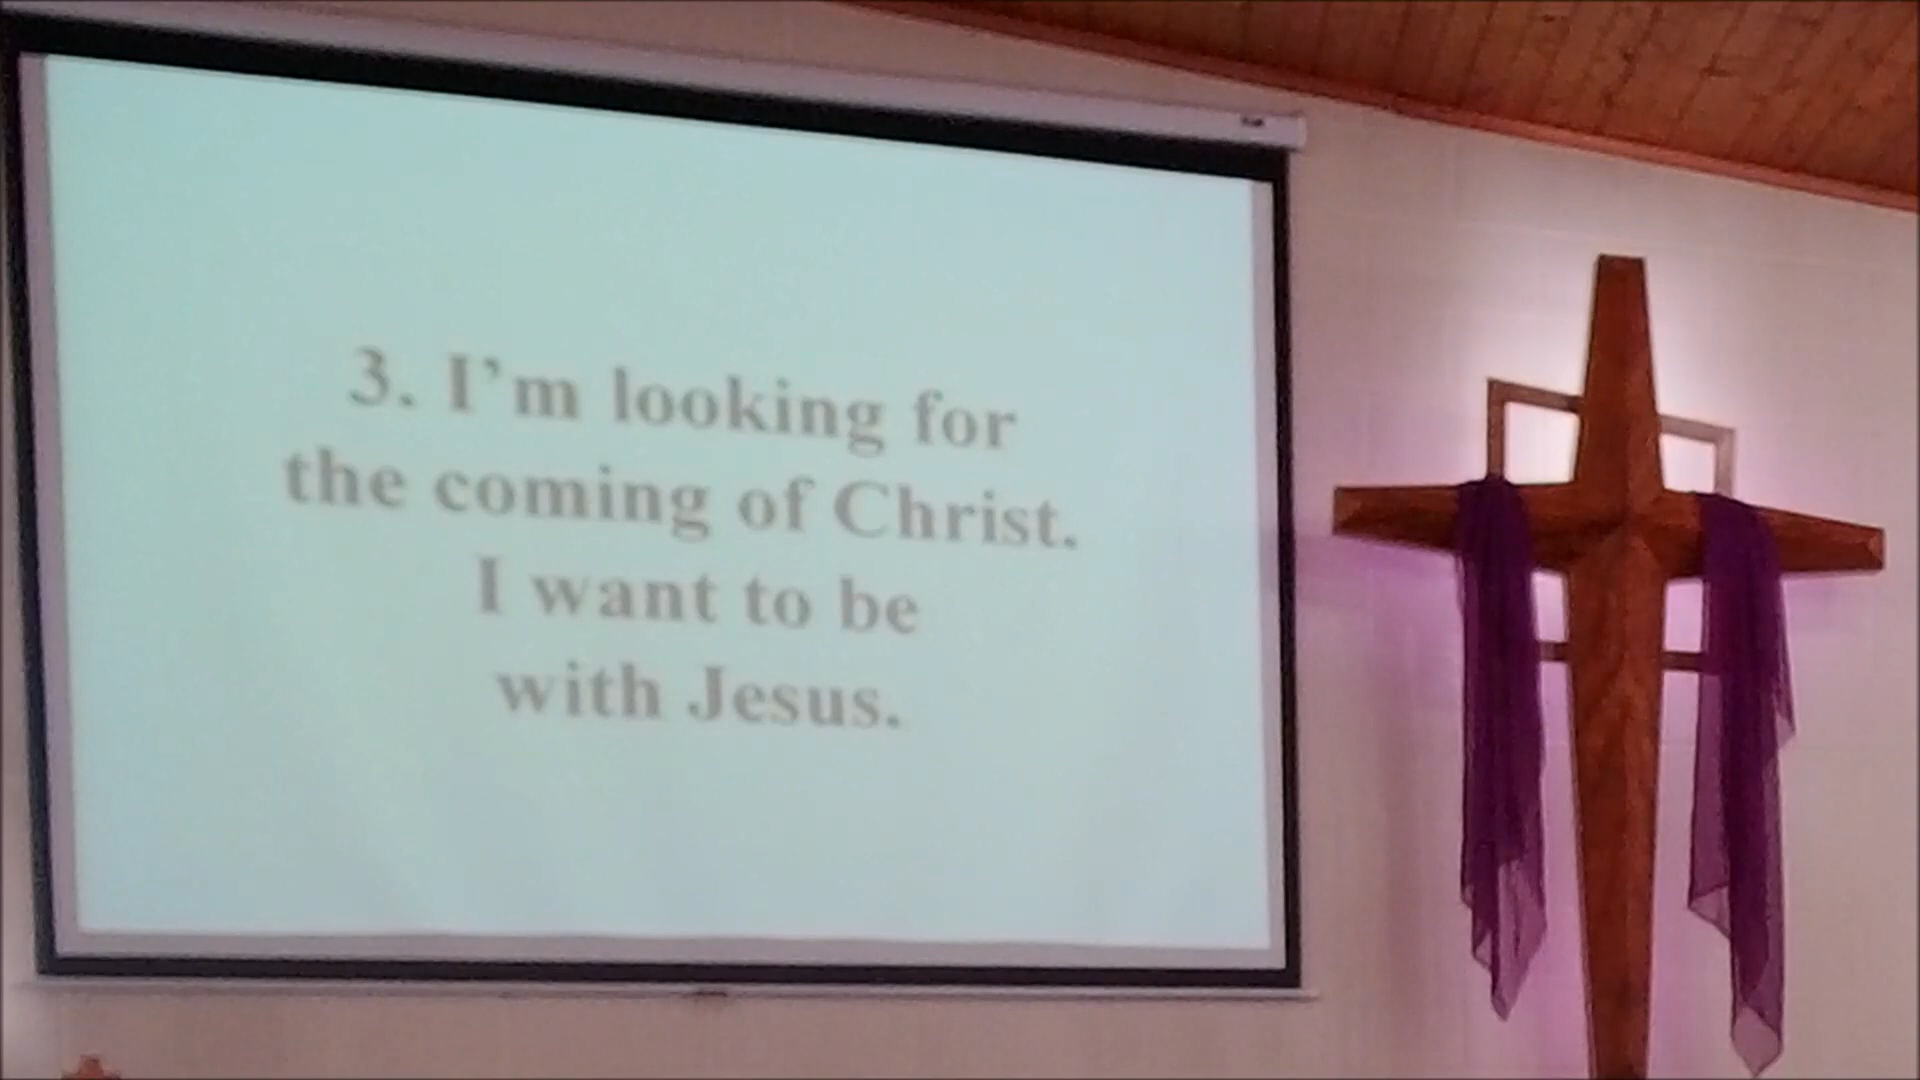 3. I'm looking for
the coming of Christ.
I want to be
with Jesus.